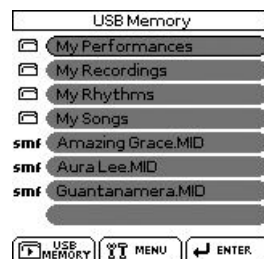 USB Memory
My Performances
My Recordings
My Rhythms
My Songs
smf Amazing Grace.MID
smf Aura Lee.MID
smf Guantanamera.MID
USB MEMORY MENU ENTER